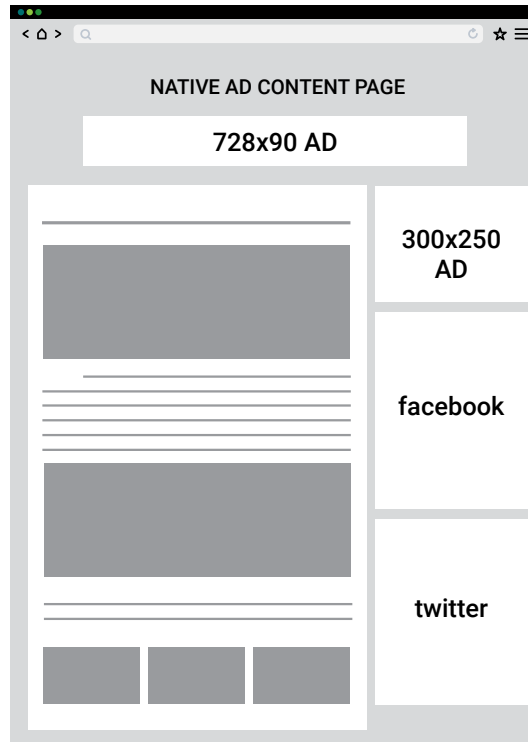 NATIVE AD CONTENT PAGE
728x90 AD
300x250
AD
facebook
twitter